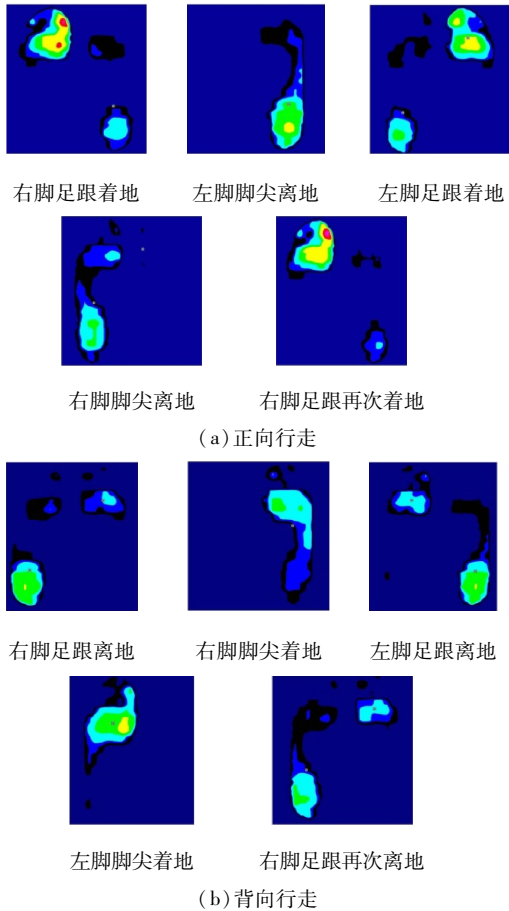 右脚足跟着地 左脚脚尖离地 左脚足跟着地
右脚脚尖离地 右脚足跟再次着地
(a)正向行走
右脚足跟离地 右脚脚尖着地 左脚足跟离地
左脚脚尖着地 右脚足跟再次离地
(b)背向行走